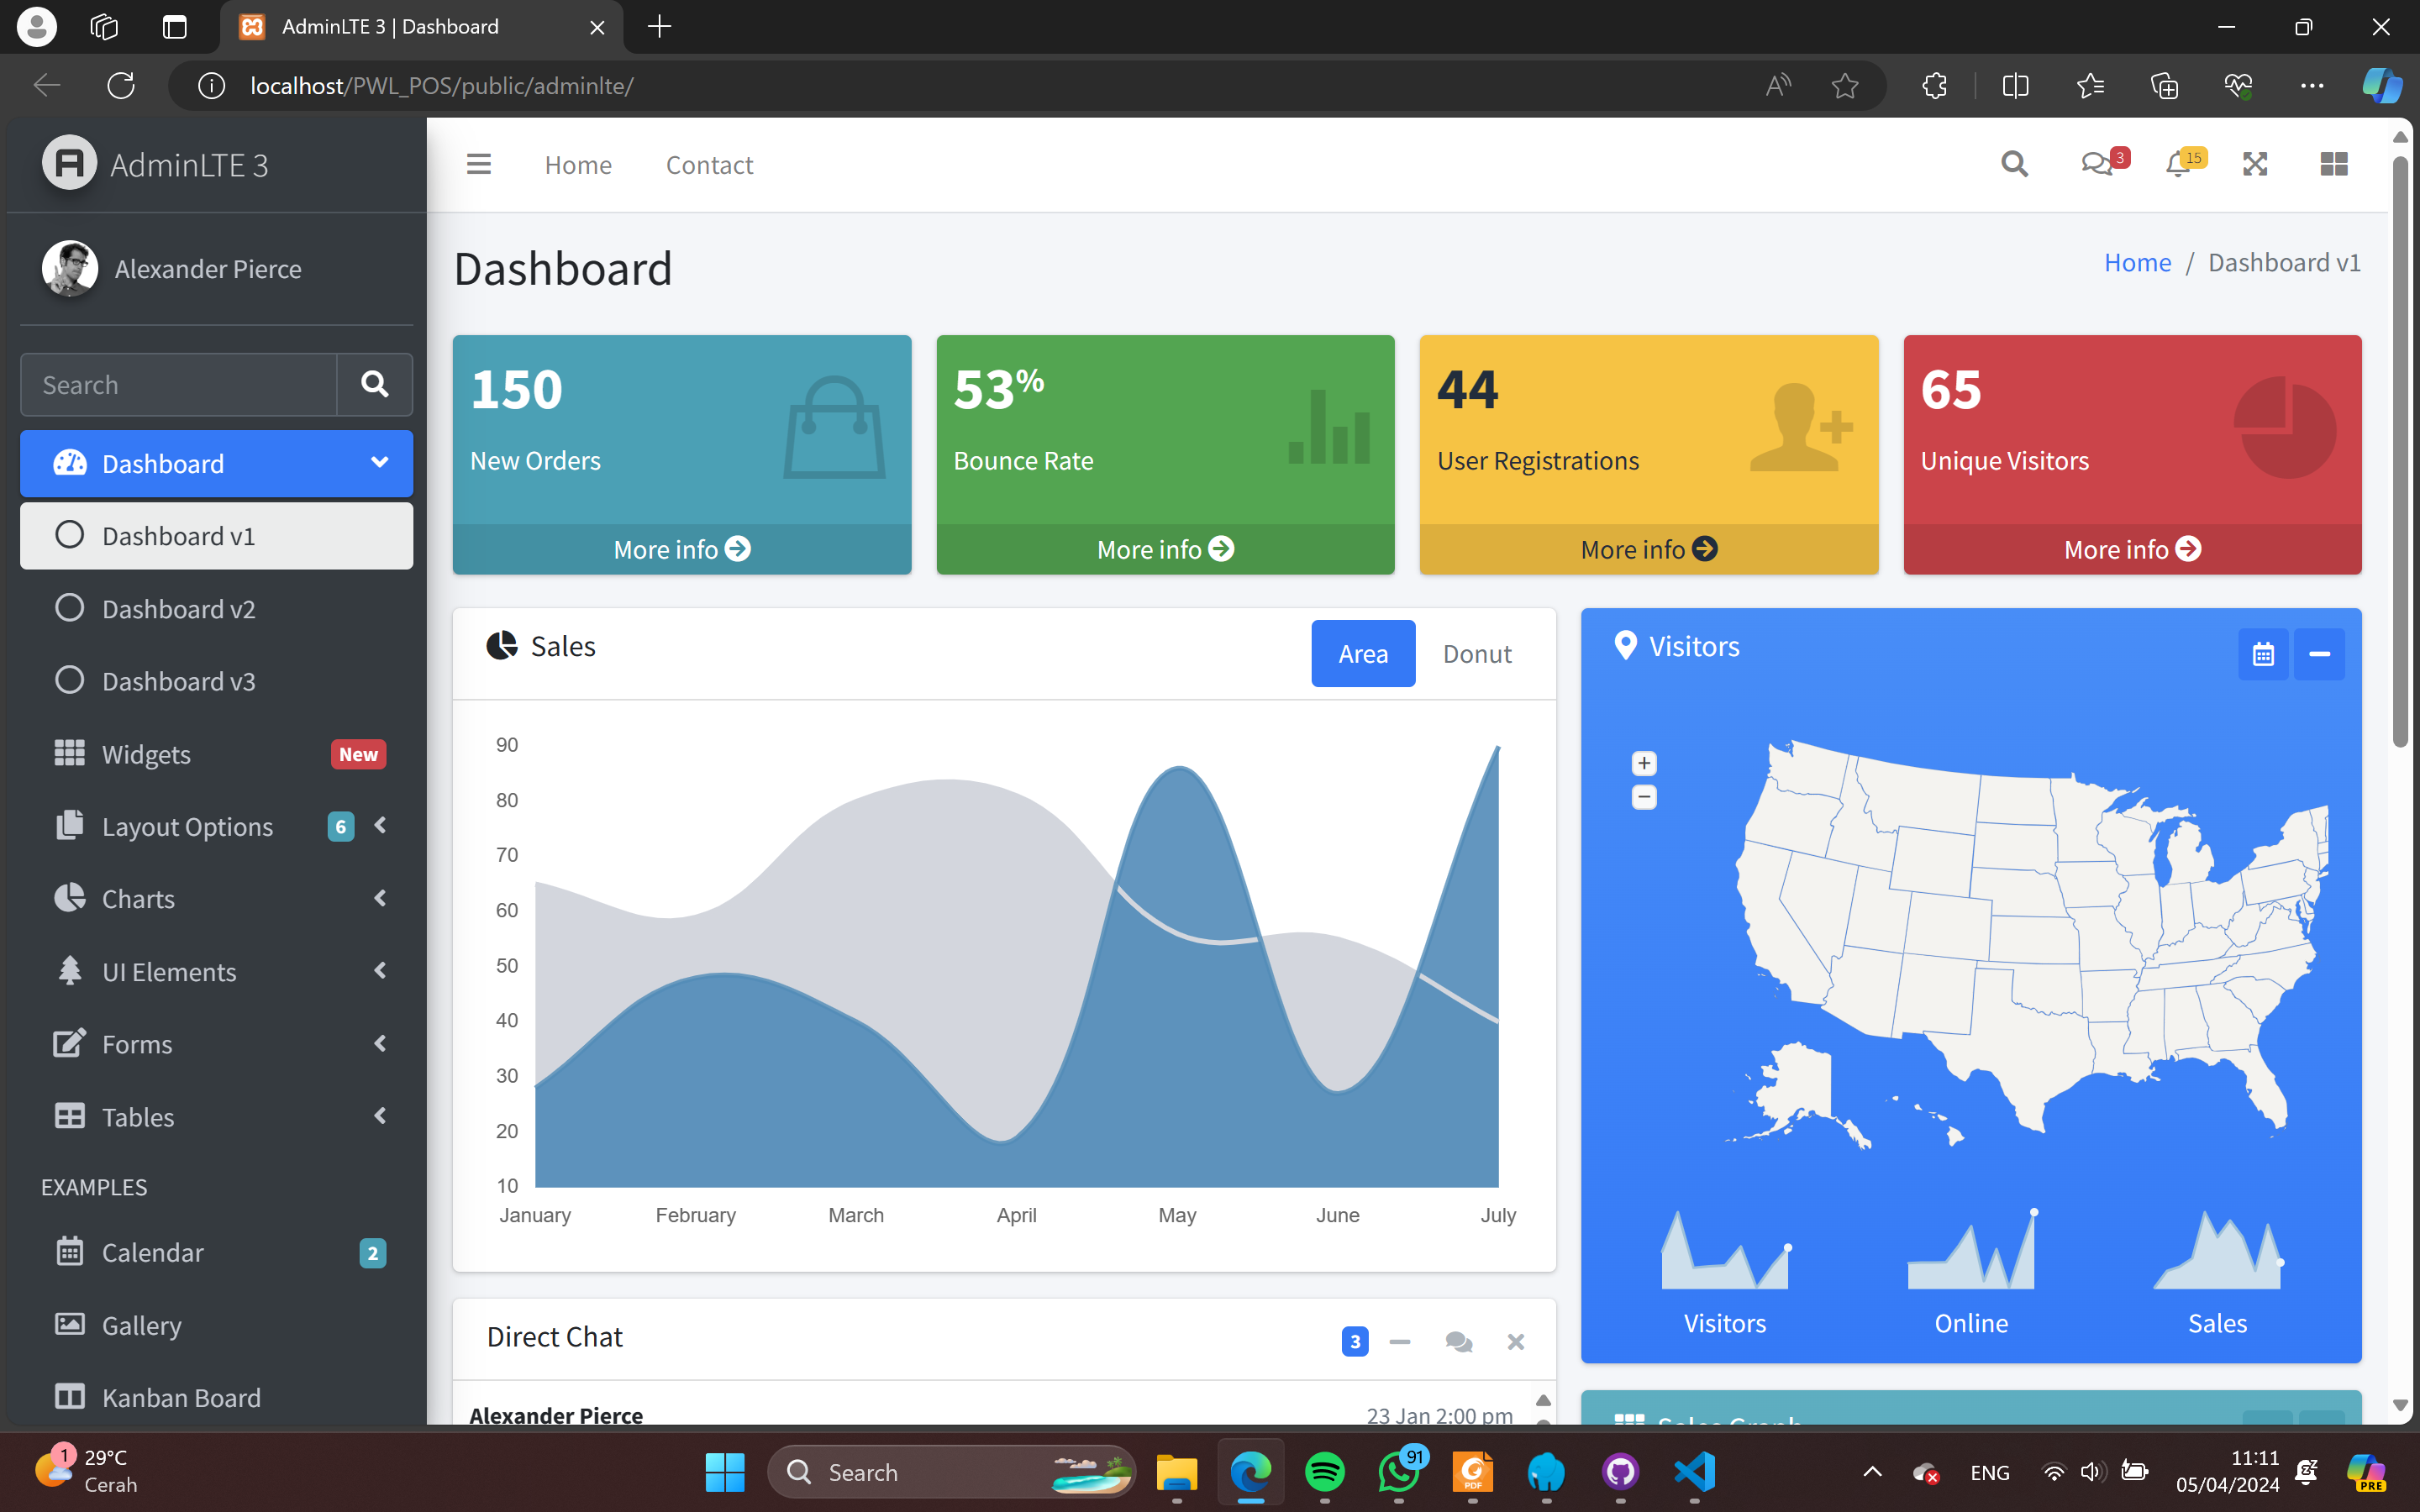 AdminLTE 3 | Dashboard
localhost/PWL_POS/public/adminlte/
AdminLTE 3
Home
Contact
3
15
Alexander Pierce
Dashboard
Home / Dashboard v1
Search
Dashboard
Dashboard v1
Dashboard v2
Dashboard v3
Widgets
New
Layout Options
6
Charts
UI Elements
Forms
Tables
EXAMPLES
Calendar
2
Gallery
Kanban Board
150
New Orders
More info
53%
Bounce Rate
More info
44
User Registrations
More info
65
Unique Visitors
More info
Sales
Area
Donut
90
80
70
60
50
40
30
20
10
January
February
March
April
May
June
July
Visitors
+
−
Visitors
Online
Sales
Direct Chat
3
Alexander Pierce
23 Jan 2:00 pm
Sales Graph
1
29°C
Cerah
Search
91
PDF
ENG
11:11
05/04/2024
PRE